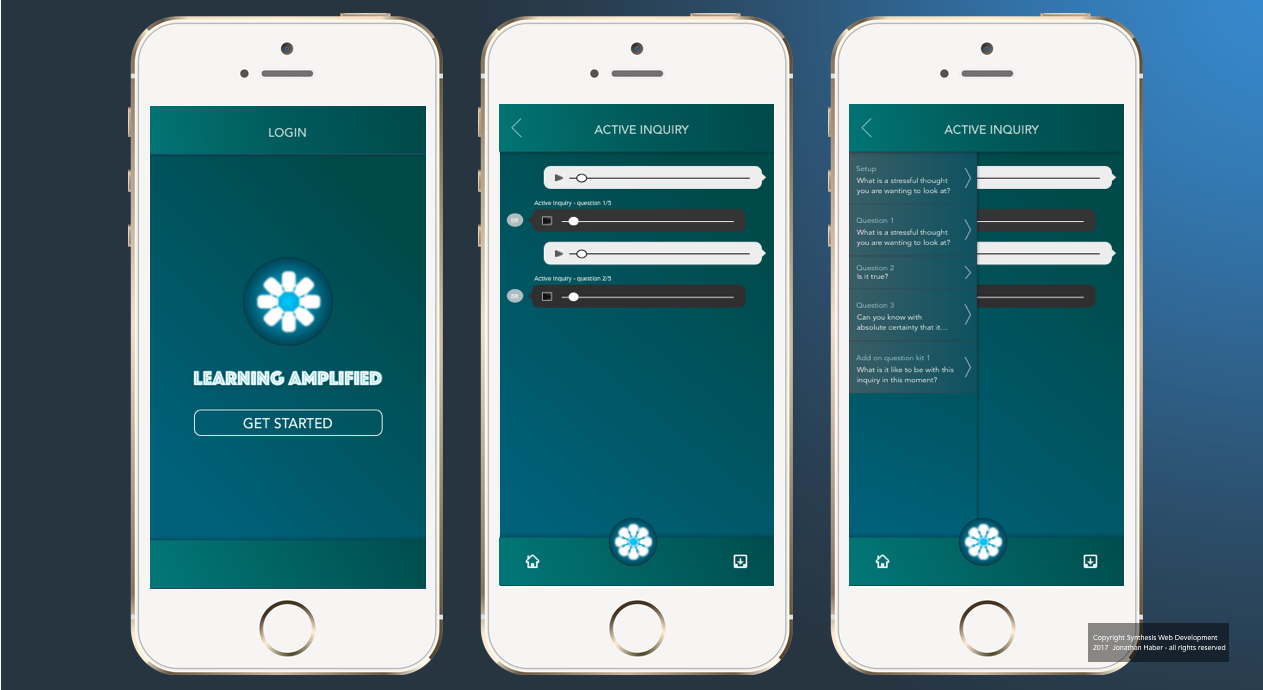 LOGIN
LEARNING AMPLIFIED
GET STARTED
ACTIVE INQUIRY
Active Inquiry - question 1/5
Active Inquiry - question 2/5
ACTIVE INQUIRY
Setup
What is a stressful thought
you are wanting to look at?
Question 1
What is a stressful thought
you are wanting to look at?
Question 2
Is it true?
Question 3
Can you know with
absolute certainty that it...
Add on question kit 1
What is it like to be with this
inquiry in this moment?
Copyright Synthesis Web Development
2017 Jonathan Haber - all rights reserved